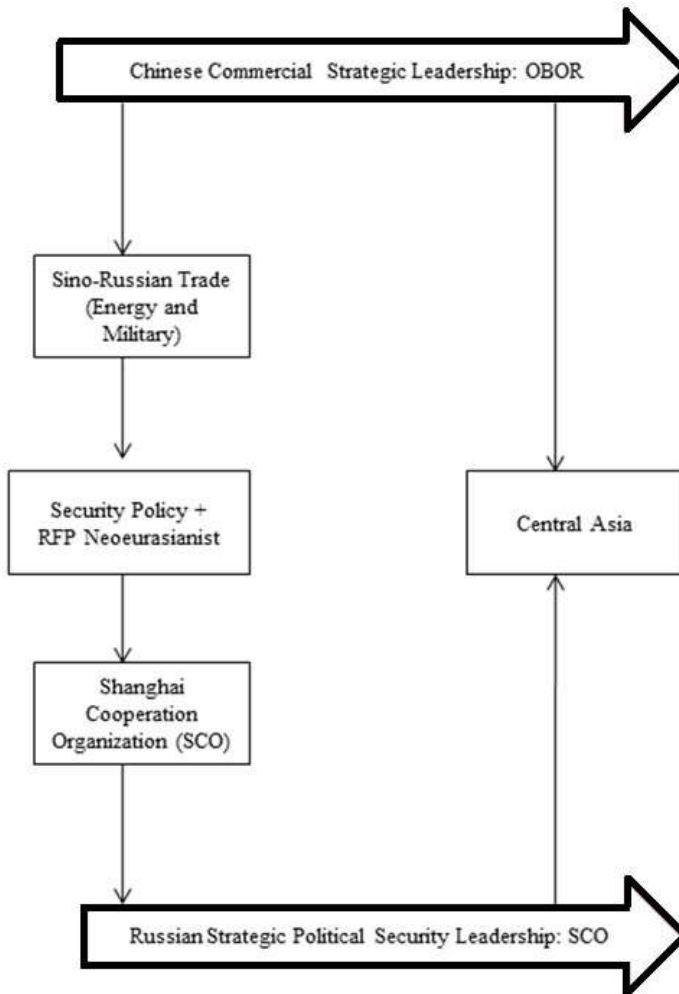 Chinese Commercial Strategic Leadership: OBOR
Sino-Russian Trade
(Energy and
Military)
Security Policy +
RFP Neoeurasianist
Central Asia
Shanghai
Cooperation
Organization (SCO)
Russian Strategic Political Security Leadership: SCO